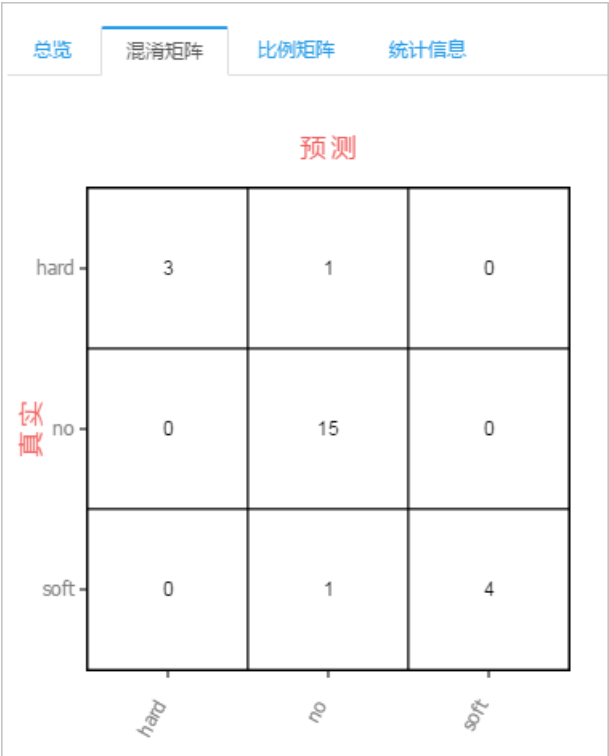 总览 混淆矩阵 比例矩阵 统计信息
预测
hard 3 1 0
真实
no 0 15 0
soft 0 1 4
hard no soft